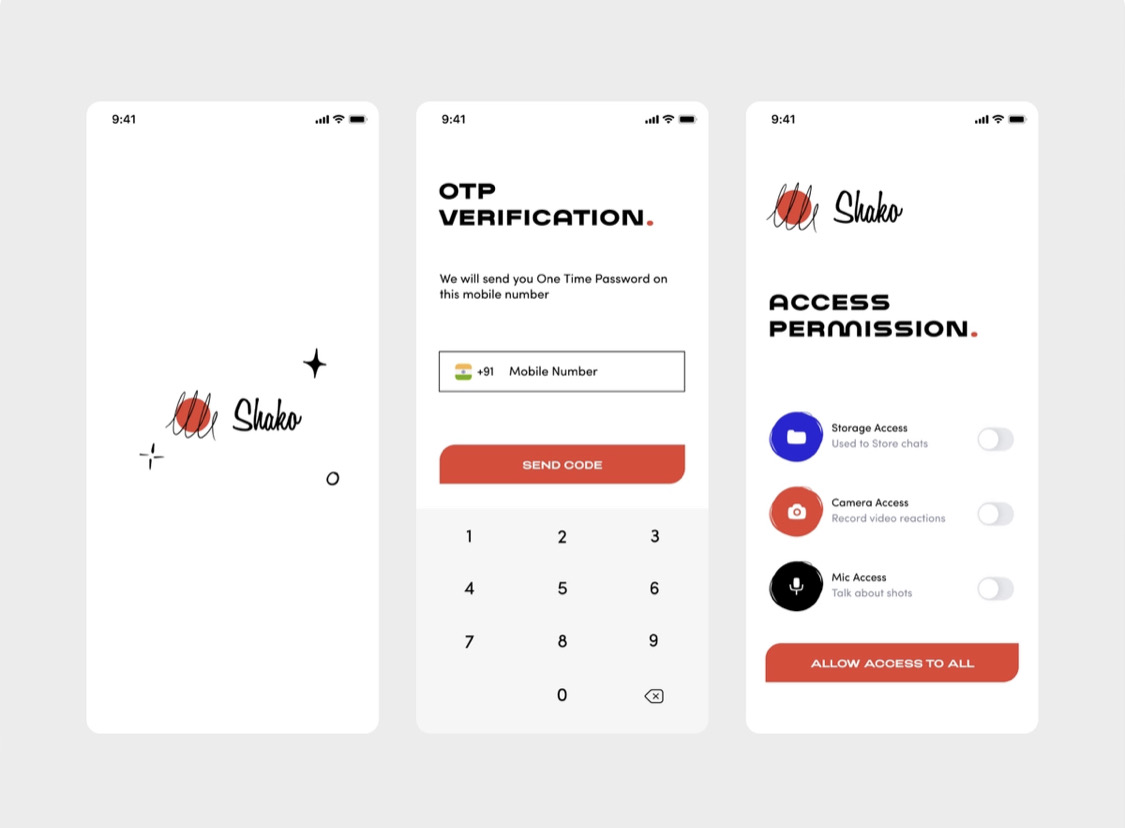 9:41
Shako
9:41
OTP
VERIFICATION.
We will send you One Time Password on
this mobile number
+91 Mobile Number
SEND CODE
1 2 3
4 5 6
7 8 9
0
9:41
Shako
ACCESS
PERMISSION.
Storage Access
Used to Store chats
Camera Access
Record video reactions
Mic Access
Talk about shots
ALLOW ACCESS TO ALL